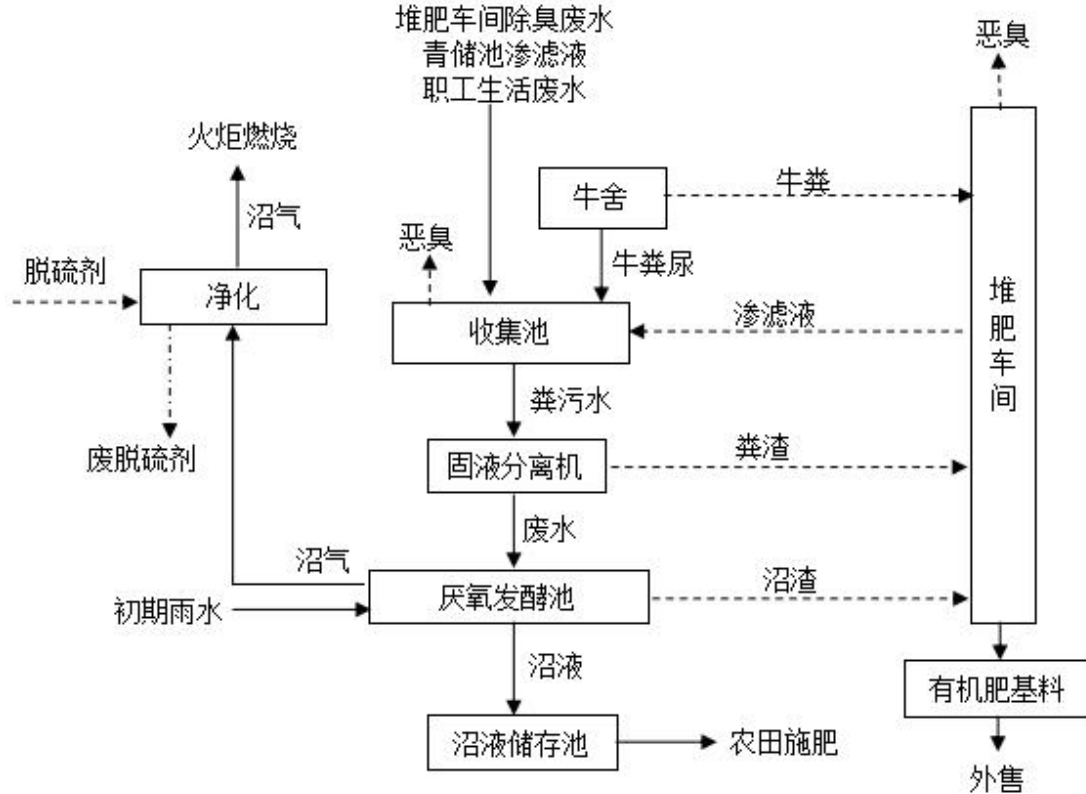 堆肥车间除臭废水
青储池渗滤液
职工生活废水
恶臭
火炬燃烧
牛舍
牛粪
沼气
恶臭
牛粪尿
脱硫剂
净化
收集池
渗滤液
堆肥车间
粪污水
废脱硫剂
固液分离机
粪渣
废水
沼气
厌氧发酵池
沼渣
初期雨水
沼液
有机肥基料
沼液储存池
农田施肥
外售